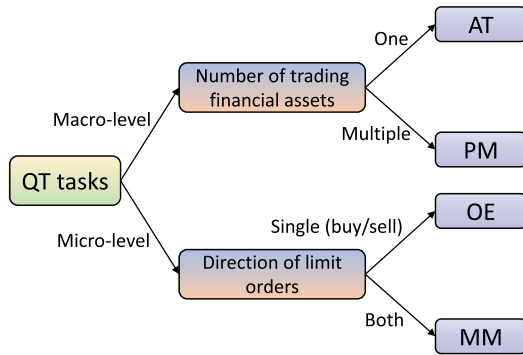 AT
One
Number of trading
financial assets
Macro-level
Multiple
PM
QT tasks
OE
Micro-level
Single (buy/sell)
Direction of limit
orders
Both
MM